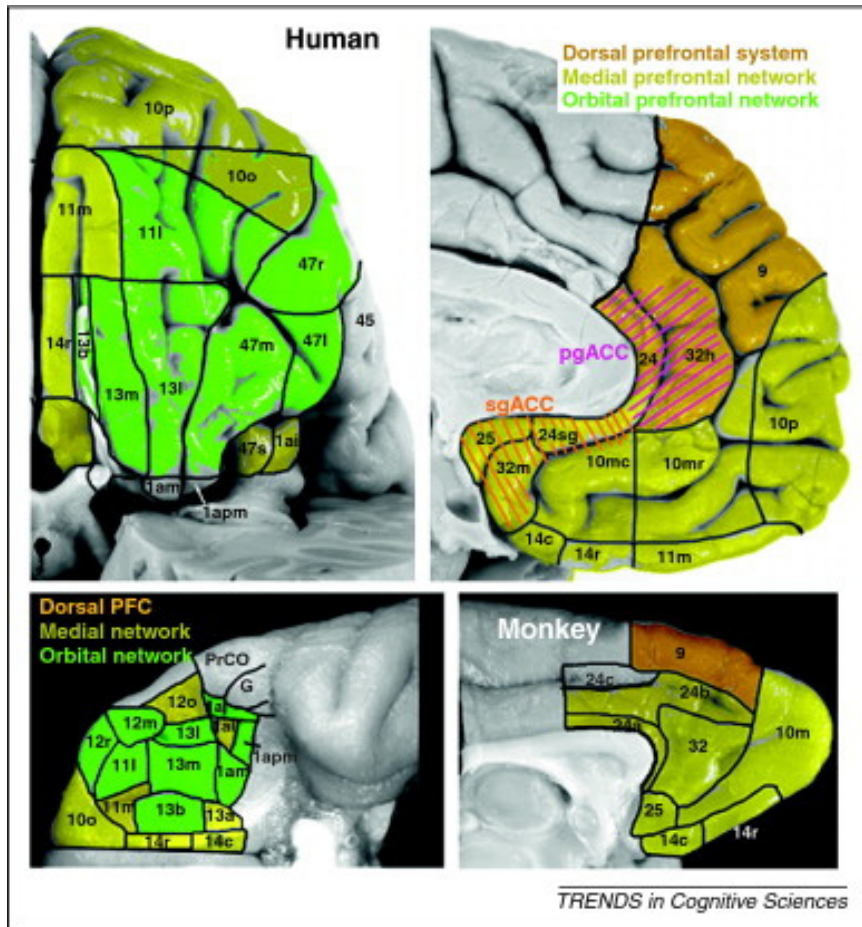 Human
Dorsal prefrontal system
Medial prefrontal network
Orbital prefrontal network
10p
10o
11m
11l
47r
45
14r
13b
47m
47l
13m
13l
47s
1ai
1am
1apm
9
pgACC
24
32h
sgACC
10p
25
24sg
32m
10mc
10mr
14c
14r
11m
Dorsal PFC
Medial network
Orbital network
PrCO
G
12o
1al
12m
13l
1ai
12r
11l
13m
1apm
1am
11m
13b
13a
10o
14r
14c
Monkey
9
24c
24b
24a
32
10m
25
14c
14r
TRENDS in Cognitive Sciences